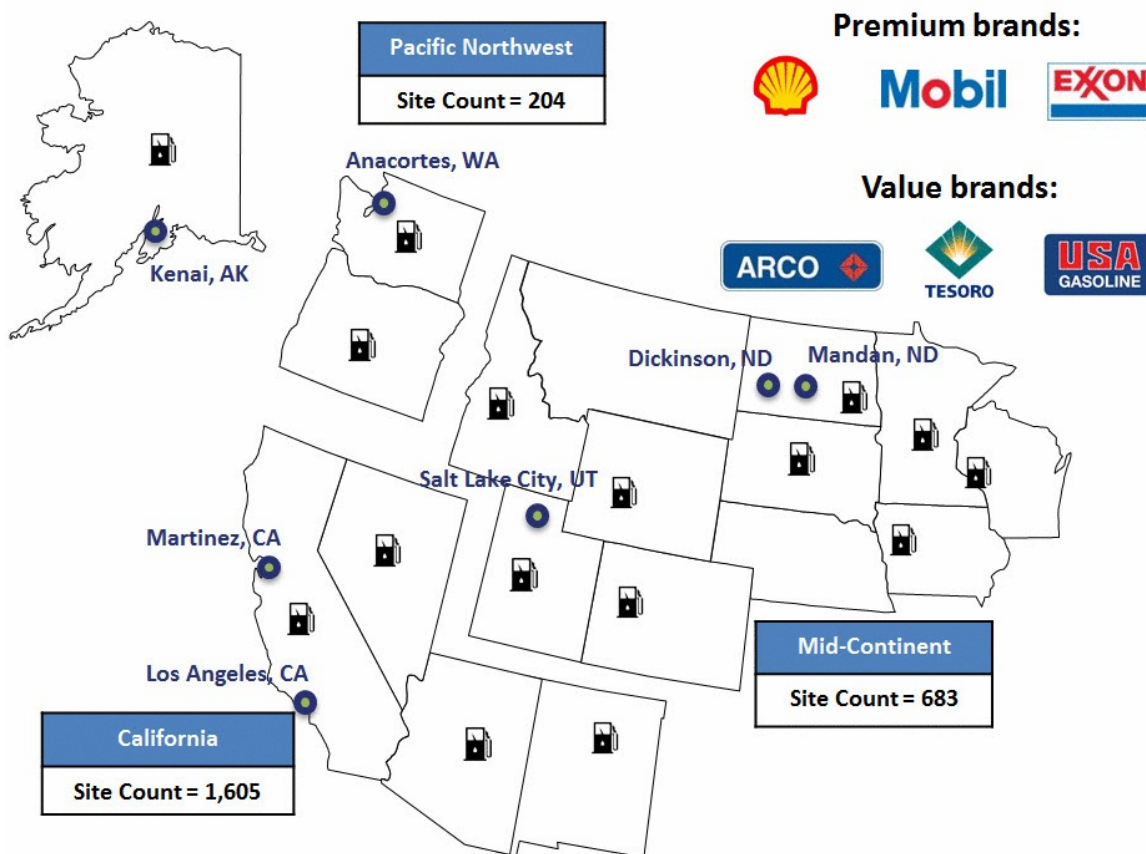 Premium brands:
Mobil
EXXON
Pacific Northwest
Site Count = 204
Value brands:
ARCO
TESORO
USA
GASOLINE
Anacortes, WA
Kenai, AK
Dickinson, ND
Mandan, ND
Salt Lake City, UT
Martinez, CA
Los Angeles, CA
Mid-Continent
Site Count = 683
California
Site Count = 1,605